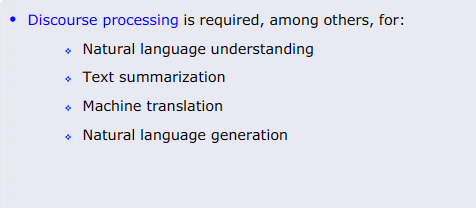 • Discourse processing is required, among others, for:
❖ Natural language understanding
❖ Text summarization
❖ Machine translation
❖ Natural language generation